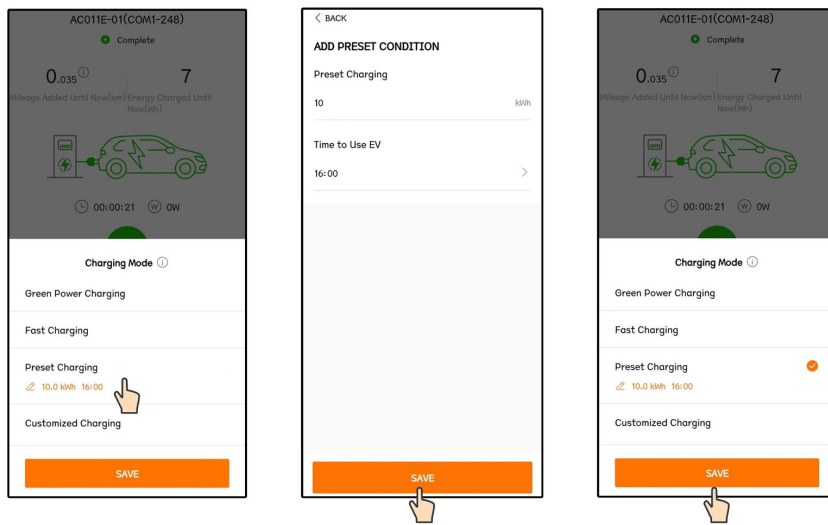 AC011E-01(COM1-248)
Complete
0.035
7
Mileage Added Until Now(km)
Energy Charged Until Now(Wh)
00:00:21
W
0W
Charging Mode
Green Power Charging
Fast Charging
Preset Charging
10.0 kWh 16:00
Customized Charging
SAVE
< BACK
ADD PRESET CONDITION
Preset Charging
10 kWh
Time to Use EV
16:00 >
SAVE
AC011E-01(COM1-248)
Complete
0.035
7
Mileage Added Until Now(km)
Energy Charged Until Now(Wh)
00:00:21
W
0W
Charging Mode
Green Power Charging
Fast Charging
Preset Charging
10.0 kWh 16:00
Customized Charging
SAVE